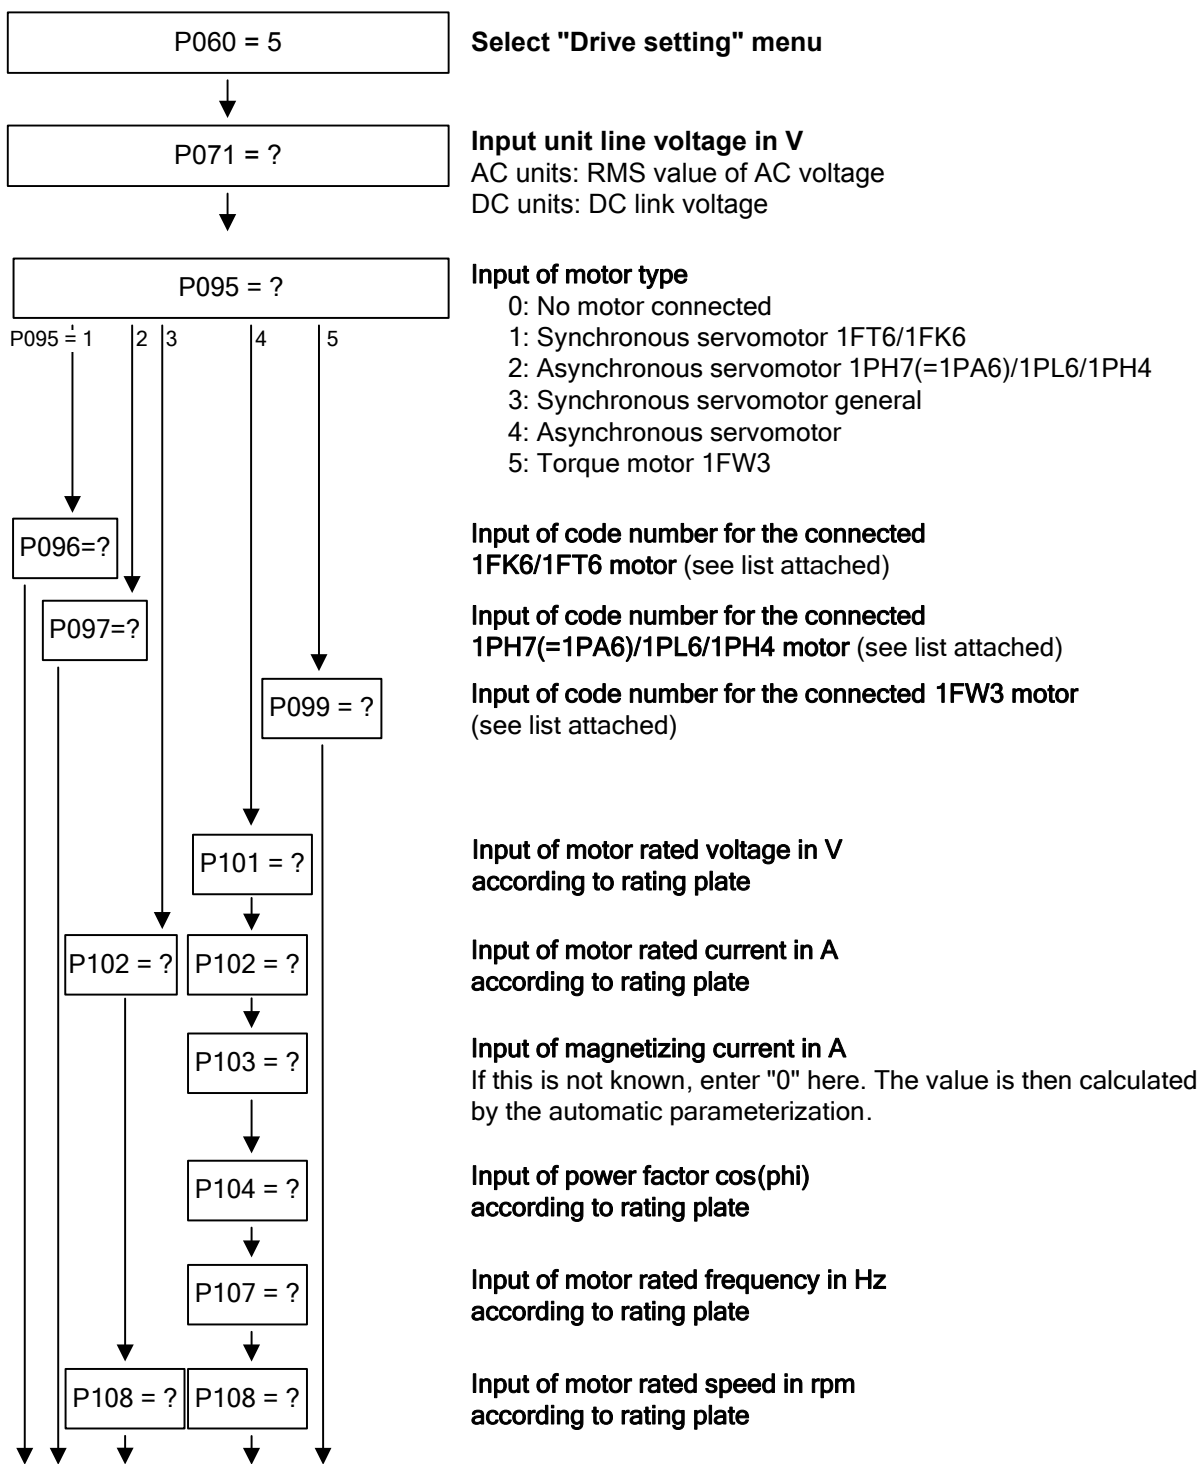 P060 = 5
Select "Drive setting" menu
P071 = ?
Input unit line voltage in V
AC units: RMS value of AC voltage
DC units: DC link voltage
P095 = ?
Input of motor type
0: No motor connected
1: Synchronous servomotor 1FT6/1FK6
2: Asynchronous servomotor 1PH7(=1PA6)/1PL6/1PH4
3: Synchronous servomotor general
4: Asynchronous servomotor
5: Torque motor 1FW3
P095 = 1 2 3 4 5
P096=?
Input of code number for the connected
1FK6/1FT6 motor (see list attached)
P097=?
Input of code number for the connected
1PH7(=1PA6)/1PL6/1PH4 motor (see list attached)
P099 = ?
Input of code number for the connected 1FW3 motor
(see list attached)
P101 = ?
Input of motor rated voltage in V
according to rating plate
P102 = ? P102 = ?
Input of motor rated current in A
according to rating plate
P103 = ?
Input of magnetizing current in A
If this is not known, enter "0" here. The value is then calculated
by the automatic parameterization.
P104 = ?
Input of power factor cos(phi)
according to rating plate
P107 = ?
Input of motor rated frequency in Hz
according to rating plate
P108 = ? P108 = ?
Input of motor rated speed in rpm
according to rating plate